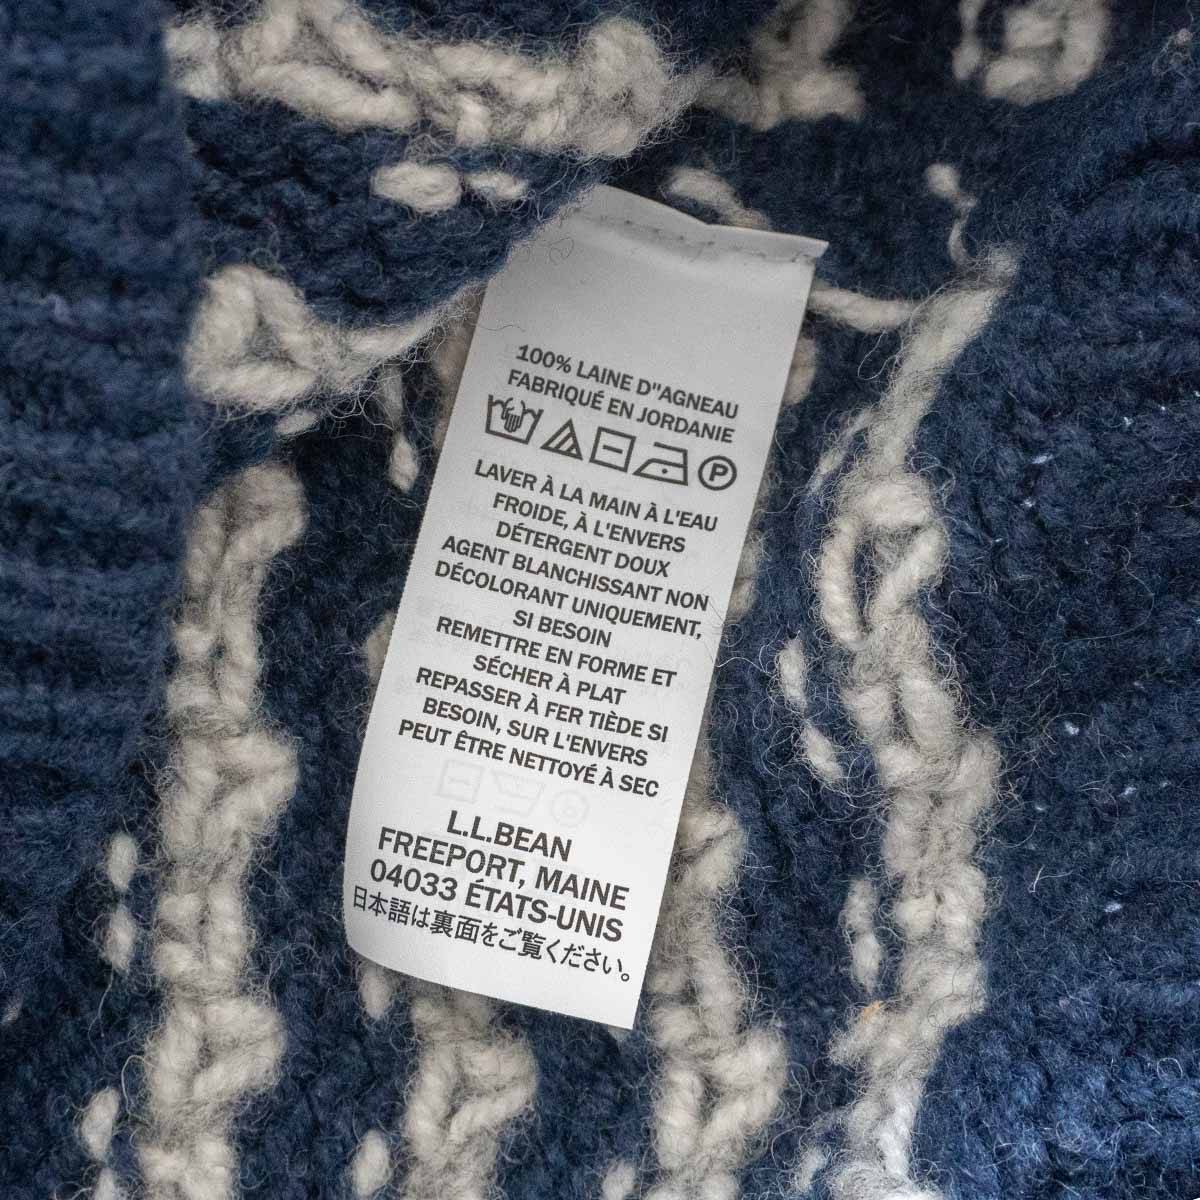 100% LAINE D"AGNEAU
FABRIQUÉ EN JORDANIE
P
LAVER À LA MAIN À L'EAU
FROIDE, À L'ENVERS
DÉTERGENT DOUX
AGENT BLANCHISSANT NON
DÉCOLORANT UNIQUEMENT,
SI BESOIN
REMETTRE EN FORME ET
SÉCHER À PLAT
REPASSER À FER TIÈDE SI
BESOIN, SUR L'ENVERS
PEUT ÊTRE NETTOYÉ À SEC
L.L.BEAN
FREEPORT, MAINE
04033 ÉTATS-UNIS
日本語は裏面をご覧ください。